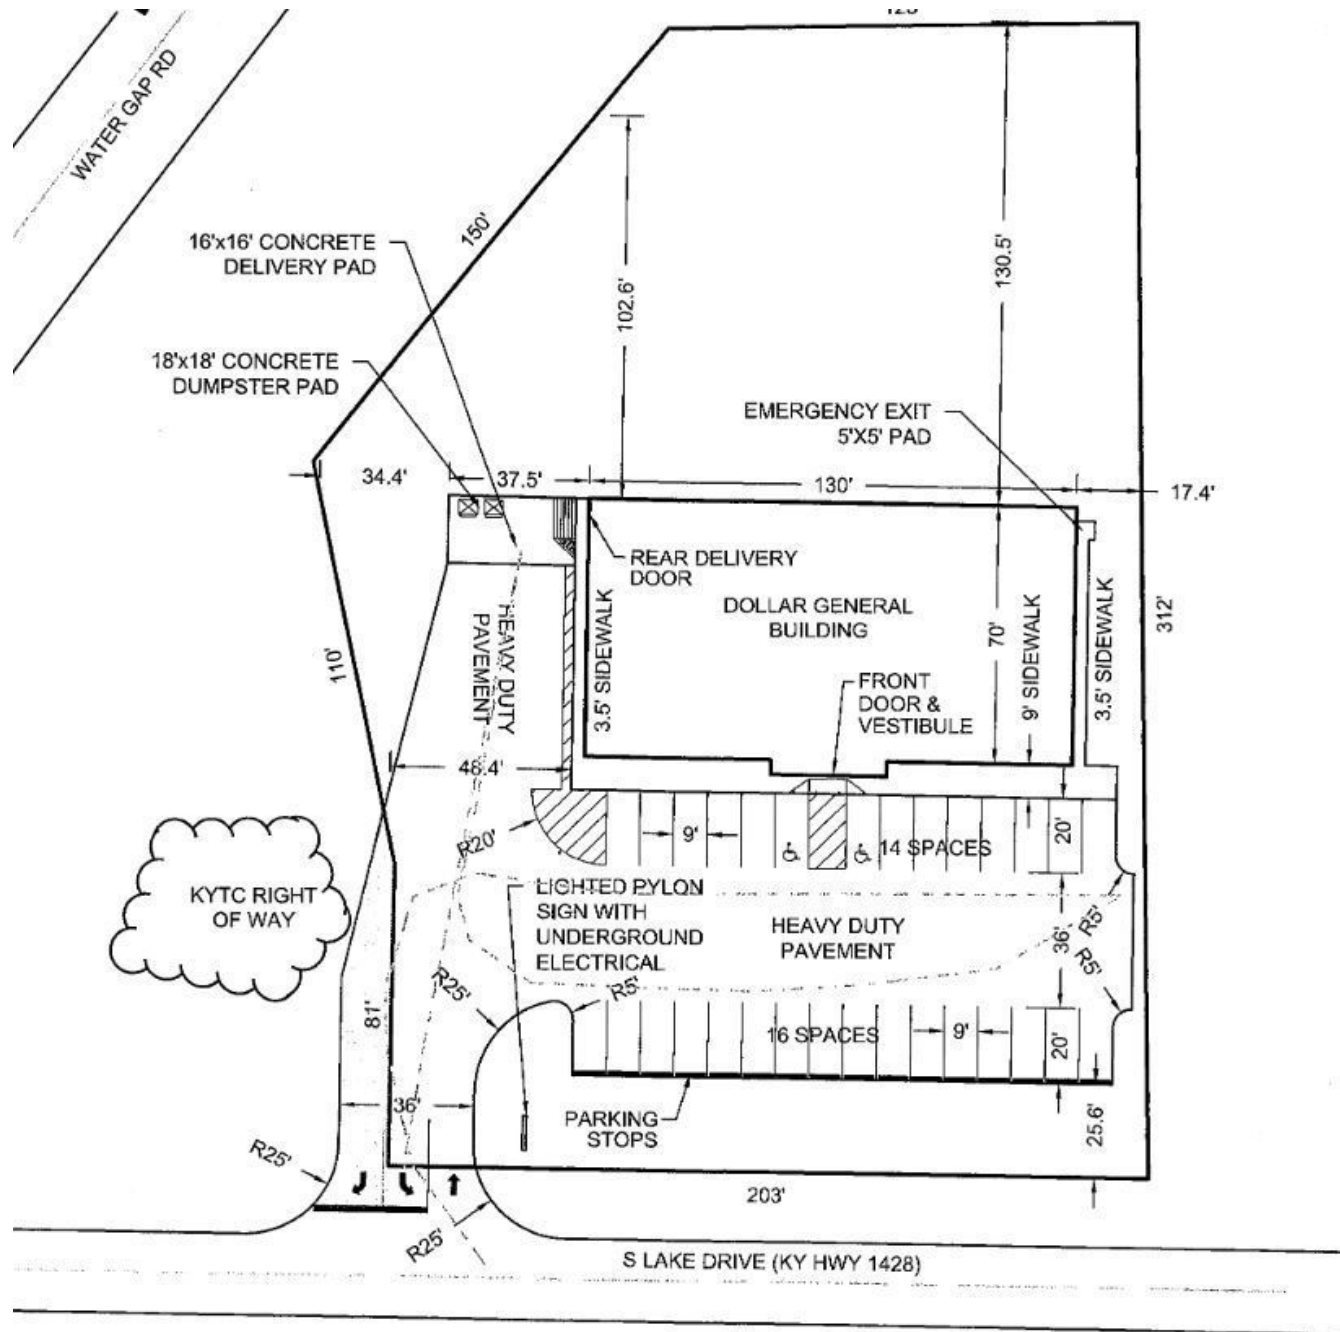 125'
WATER GAP RD
150'
16'x16' CONCRETE
DELIVERY PAD
102.6'
130.5'
18'x18' CONCRETE
DUMPSTER PAD
EMERGENCY EXIT
5'X5' PAD
34.4'
37.5'
130'
17.4'
REAR DELIVERY
DOOR
DOLLAR GENERAL
BUILDING
HEAVY DUTY
PAVEMENT
3.5' SIDEWALK
70'
9' SIDEWALK
3.5' SIDEWALK
312'
110'
FRONT
DOOR &
VESTIBULE
48.4'
R20'
9'
14 SPACES
20'
KYTC RIGHT
OF WAY
LIGHTED PYLON
SIGN WITH
UNDERGROUND
ELECTRICAL
HEAVY DUTY
PAVEMENT
36'
R5'
R5'
R25'
R5'
81'
16 SPACES
9'
20'
36'
PARKING
STOPS
25.6'
R25'
203'
R25'
S LAKE DRIVE (KY HWY 1428)